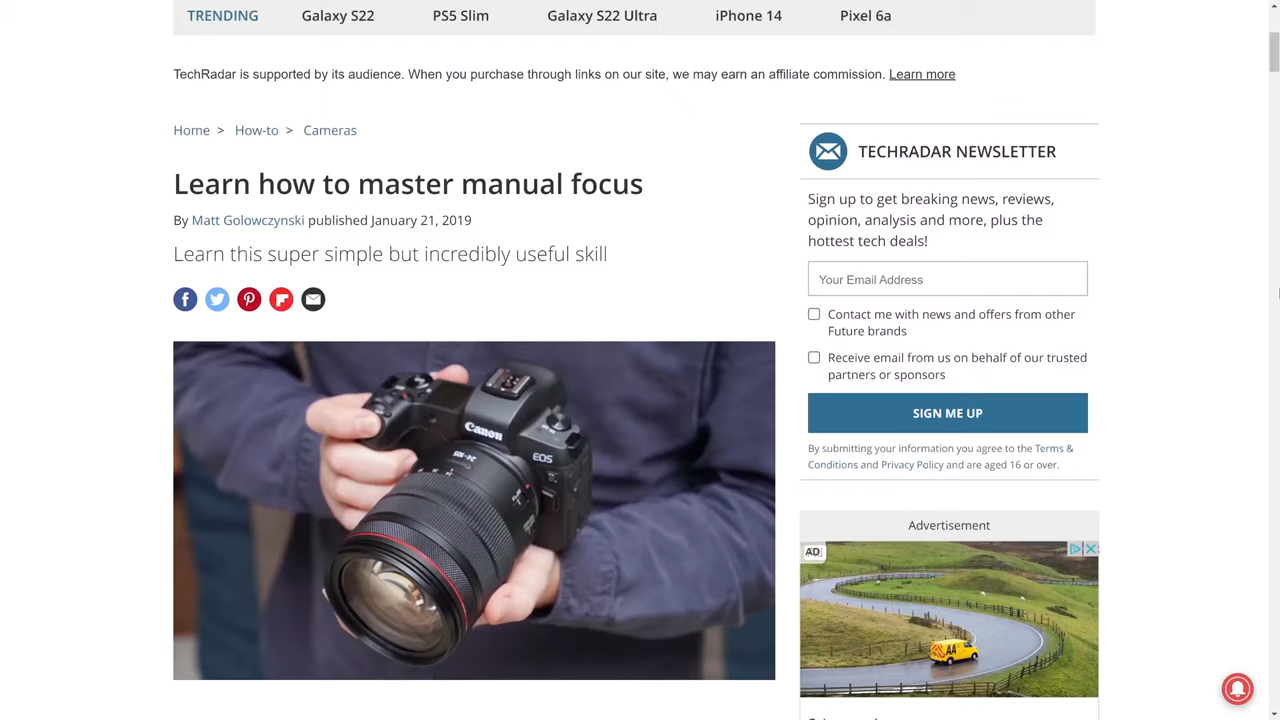 TRENDING Galaxy S22 PS5 Slim Galaxy S22 Ultra iPhone 14 Pixel 6a
TechRadar is supported by its audience. When you purchase through links on our site, we may earn an affiliate commission. Learn more
Home > How-to > Cameras
Learn how to master manual focus
By Matt Golowczynski published January 21, 2019
Learn this super simple but incredibly useful skill
Canon
EOS
TECHRADAR NEWSLETTER
Sign up to get breaking news, reviews,
opinion, analysis and more, plus the
hottest tech deals!
Your Email Address
Contact me with news and offers from other
Future brands
Receive email from us on behalf of our trusted
partners or sponsors
SIGN ME UP
By submitting your information you agree to the Terms &
Conditions and Privacy Policy and are aged 16 or over.
Advertisement
AD
AA